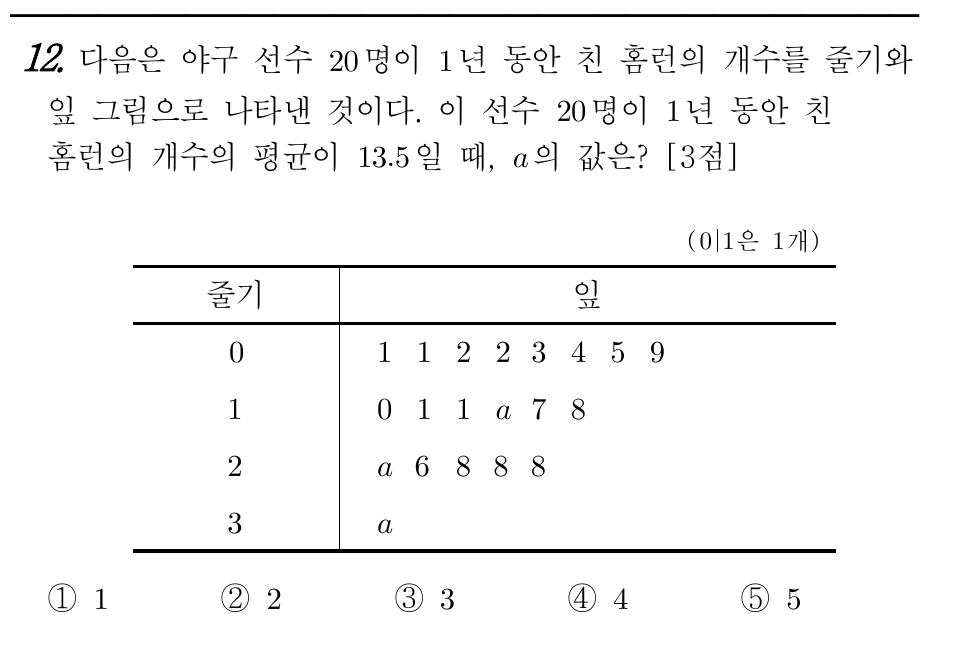 12. 다음은 야구 선수 20명이 1년 동안 친 홈런의 개수를 줄기와
잎 그림으로 나타낸 것이다. 이 선수 20명이 1년 동안 친
홈런의 개수의 평균이 13.5일 때, a의 값은? [3점]
(0|1은 1개)
줄기 잎
0 1 1 2 2 3 4 5 9
1 0 1 1 a 7 8
2 a 6 8 8 8
3 a
① 1 ② 2 ③ 3 ④ 4 ⑤ 5